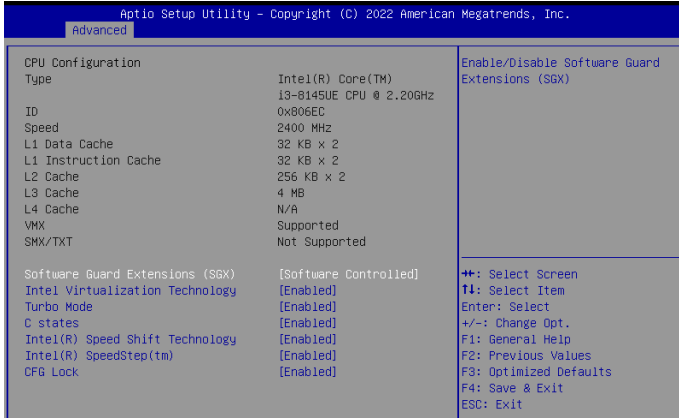 Aptio Setup Utility – Copyright (C) 2022 American Megatrends, Inc.
Advanced
CPU Configuration
Type Intel(R) Core(TM)
i3-8145UE CPU @ 2.20GHz
ID 0x806EC
Speed 2400 MHz
L1 Data Cache 32 KB x 2
L1 Instruction Cache 32 KB x 2
L2 Cache 256 KB x 2
L3 Cache 4 MB
L4 Cache N/A
VMX Supported
SMX/TXT Not Supported
Software Guard Extensions (SGX) [Software Controlled]
Intel Virtualization Technology [Enabled]
Turbo Mode [Enabled]
C states [Enabled]
Intel(R) Speed Shift Technology [Enabled]
Intel(R) SpeedStep(tm) [Enabled]
CFG Lock [Enabled]
Enable/Disable Software Guard
Extensions (SGX)
→←: Select Screen
↑↓: Select Item
Enter: Select
+/-: Change Opt.
F1: General Help
F2: Previous Values
F3: Optimized Defaults
F4: Save & Exit
ESC: Exit